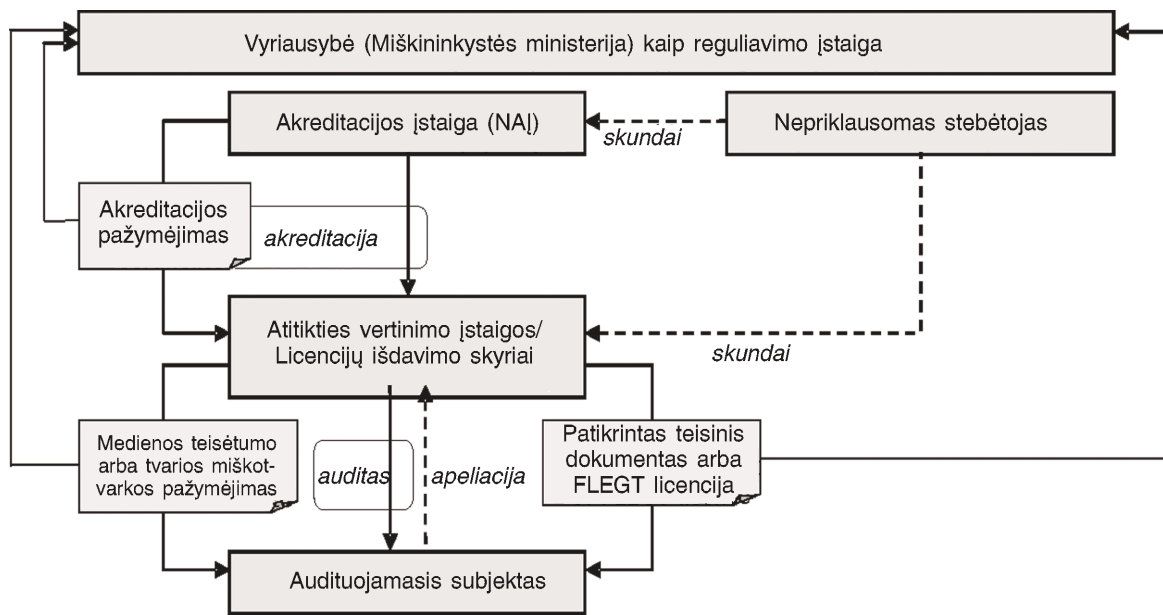 Vyriausybė (Miškininkystės ministerija) kaip reguliavimo įstaiga
Akreditacijos įstaiga (NAĮ)
skundai
Nepriklausomas stebėtojas
Akreditacijos
pažymėjimas
akreditacija
Atitikties vertinimo įstaigos/
Licencijų išdavimo skyriai
skundai
Medienos teisėtumo
arba tvarios miškot-
varkos pažymėjimas
auditas
apeliacija
Patikrintas teisinis
dokumentas arba
FLEGT licencija
Audituojamasis subjektas